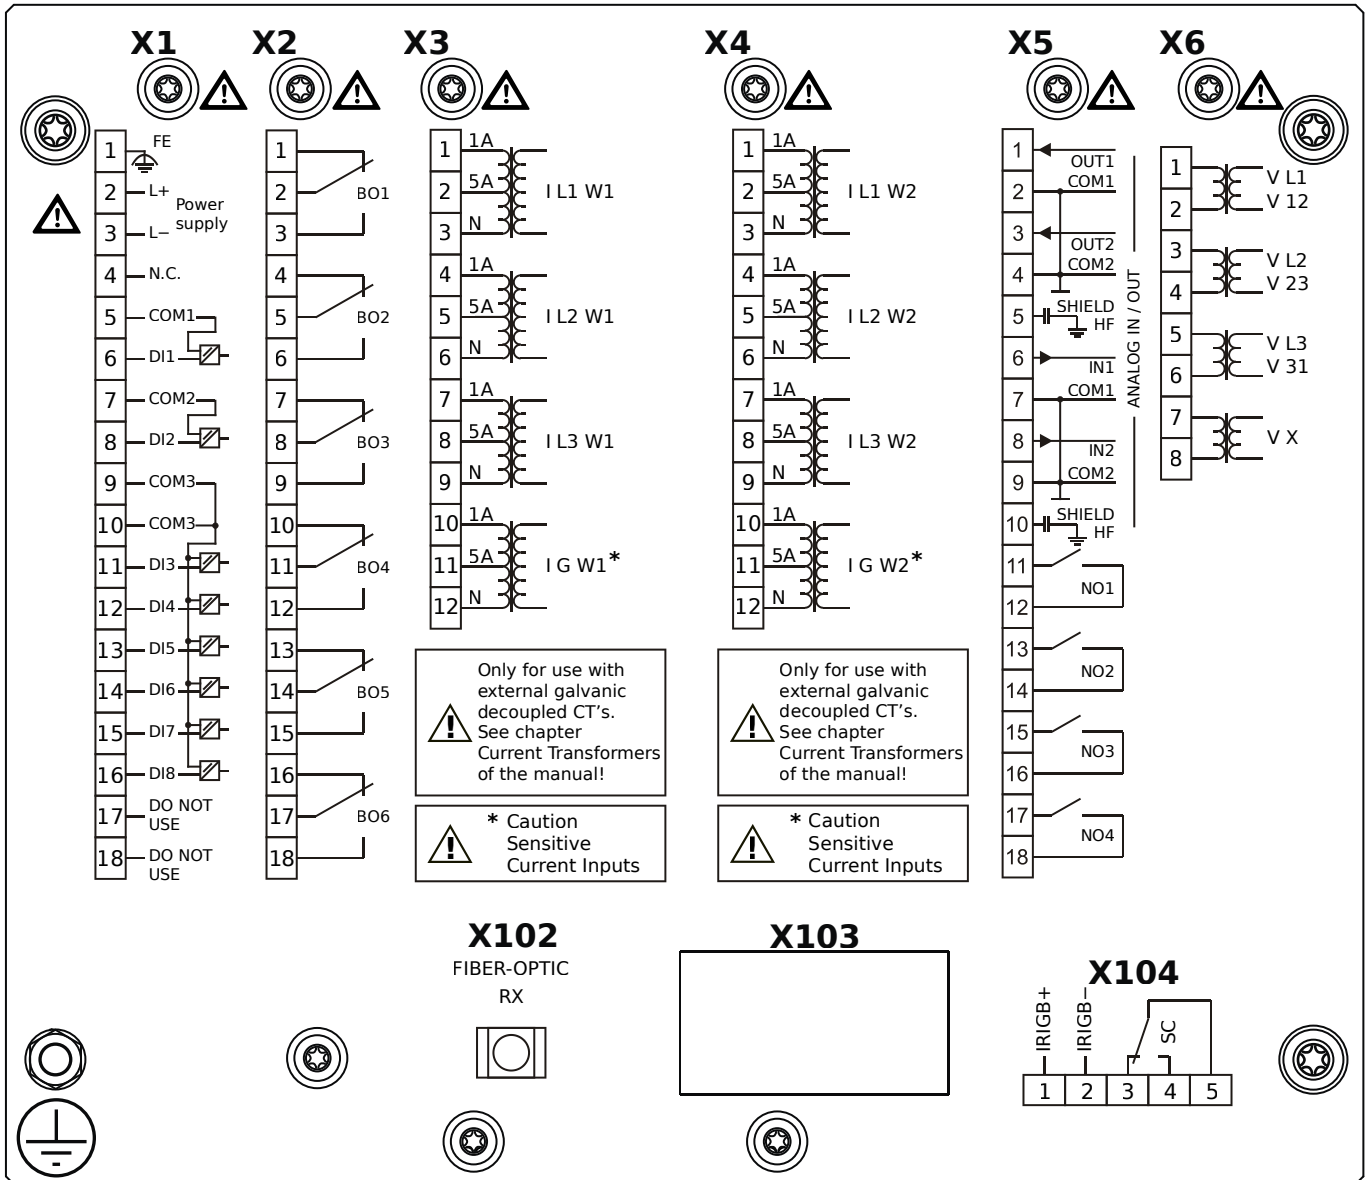 X1
X2
X3
X4
X5
X6
1
FE
2
L+
Power
supply
3
L−
4
N.C.
5
COM1
6
DI1
7
COM2
8
DI2
9
COM3
10
COM3
11
DI3
12
DI4
13
DI5
14
DI6
15
DI7
16
DI8
17
DO NOT
USE
18
DO NOT
USE
1
2
BO1
3
4
5
BO2
6
7
8
BO3
9
10
11
BO4
12
13
14
BO5
15
16
17
BO6
18
1
1A
2
5A
I L1 W1
3
N
4
1A
5
5A
I L2 W1
6
N
7
1A
8
5A
I L3 W1
9
N
10
1A
11
5A
I G W1*
12
N
Only for use with
external galvanic
decoupled CT’s.
See chapter
Current Transformers
of the manual!
* Caution
Sensitive
Current Inputs
1
1A
2
5A
I L1 W2
3
N
4
1A
5
5A
I L2 W2
6
N
7
1A
8
5A
I L3 W2
9
N
10
1A
11
5A
I G W2*
12
N
Only for use with
external galvanic
decoupled CT’s.
See chapter
Current Transformers
of the manual!
* Caution
Sensitive
Current Inputs
1
OUT1
2
COM1
3
OUT2
4
COM2
5
SHIELD
HF
6
IN1
7
COM1
8
IN2
9
COM2
10
SHIELD
HF
ANALOG IN / OUT
11
NO1
12
13
NO2
14
15
NO3
16
17
NO4
18
1
V L1
2
V 12
3
V L2
4
V 23
5
V L3
6
V 31
7
V X
8
X102
FIBER-OPTIC
RX
X103
X104
IRIGB+
IRIGB−
SC
1
2
3
4
5